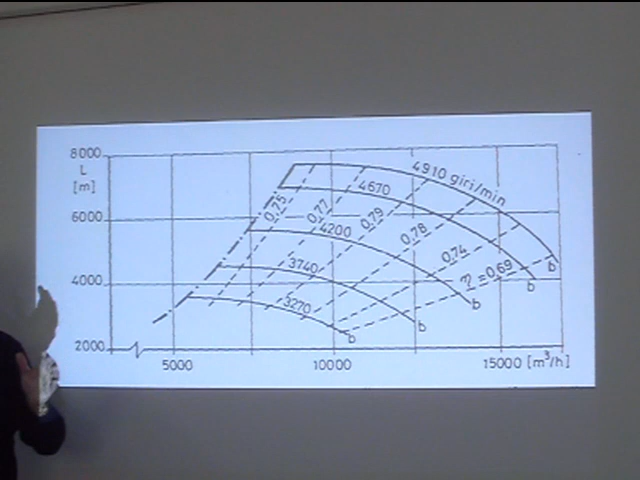 8000
L
[m]
6000
4000
2000
5000
10000
15000 [m³/h]
4910 giri/min
4670
4200
3740
3270
0,75
0,77
0,79
0,78
0,74
η = 0,69
b
b
b
b
b